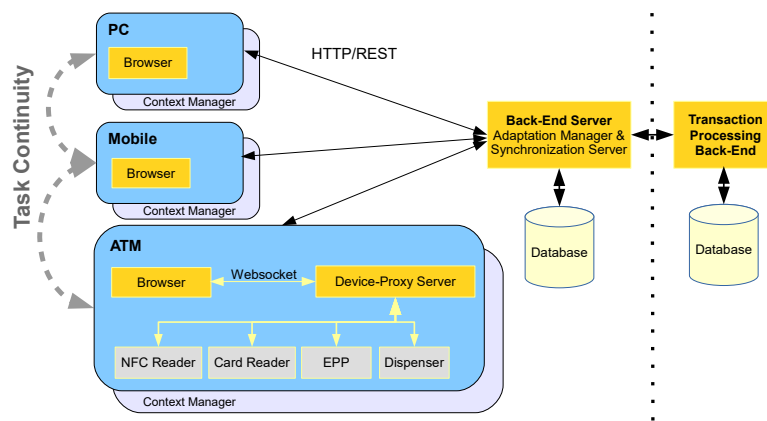 Task Continuity
PC
Browser
Context Manager
HTTP/REST
Mobile
Browser
Context Manager
ATM
Browser
Websocket
Device-Proxy Server
NFC Reader
Card Reader
EPP
Dispenser
Context Manager
Back-End Server
Adaptation Manager &
Synchronization Server
Database
Transaction
Processing
Back-End
Database